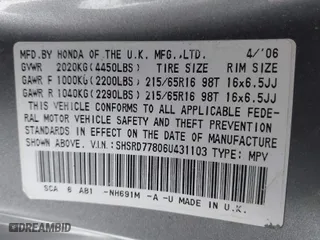 MFD.BY HONDA OF THE U.K. MFG.,LTD. 4/'06
GVWR 2020KG(4450LBS) TIRE SIZE RIM SIZE
GAWR F 1000KG(2200LBS) 215/65R16 98T 16x6.5JJ
GAWR R 1040KG(2290LBS) 215/65R16 98T 16x6.5JJ
THIS VEHICLE CONFORMS TO ALL APPLICABLE FEDE-
RAL MOTOR VEHICLE SAFETY AND THEFT PREVENTION
STANDARDS IN EFFECT ON THE DATE OF MANUFACTURE
SHOWN ABOVE. V.I.N:SHSRD77806U431103 TYPE: MPV
SCA 6 AB1 -NH691M -A -U MADE IN U.K.
DREAMBID